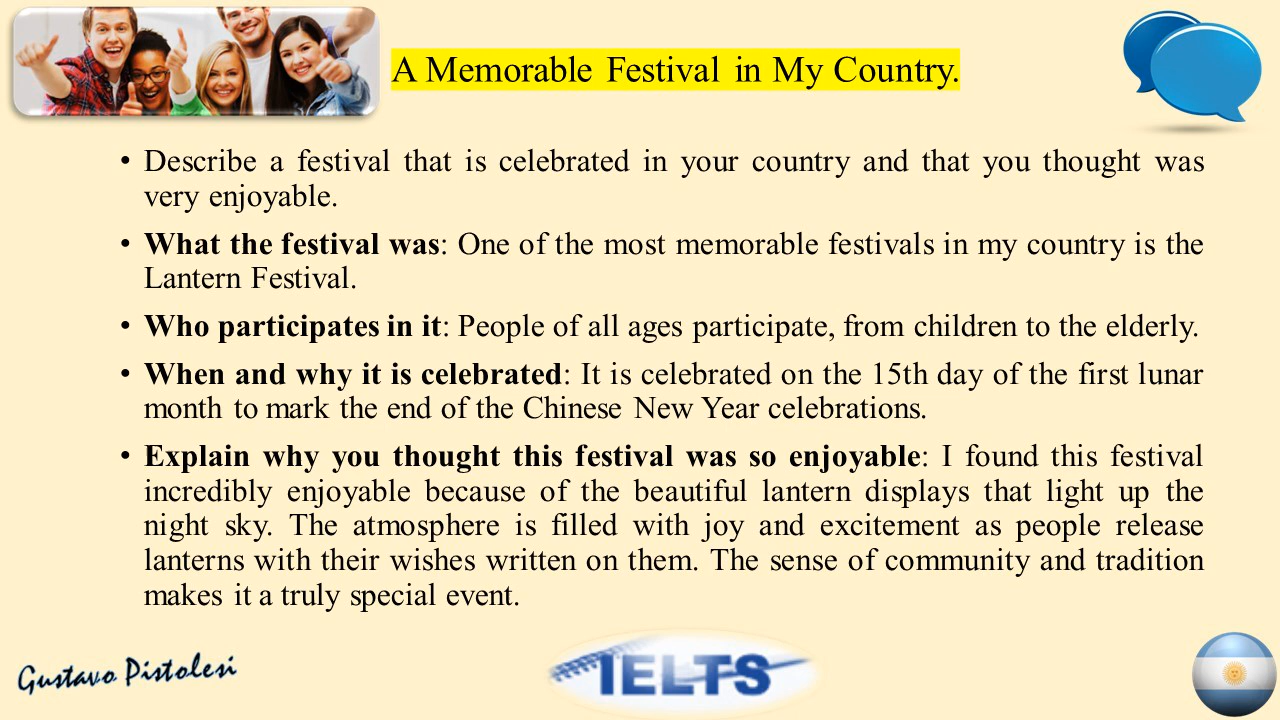 A Memorable Festival in My Country.
• Describe a festival that is celebrated in your country and that you thought was
very enjoyable.
• What the festival was: One of the most memorable festivals in my country is the
Lantern Festival.
• Who participates in it: People of all ages participate, from children to the elderly.
• When and why it is celebrated: It is celebrated on the 15th day of the first lunar
month to mark the end of the Chinese New Year celebrations.
• Explain why you thought this festival was so enjoyable: I found this festival
incredibly enjoyable because of the beautiful lantern displays that light up the
night sky. The atmosphere is filled with joy and excitement as people release
lanterns with their wishes written on them. The sense of community and tradition
makes it a truly special event.
Gustavo Pistolesi
IELTS